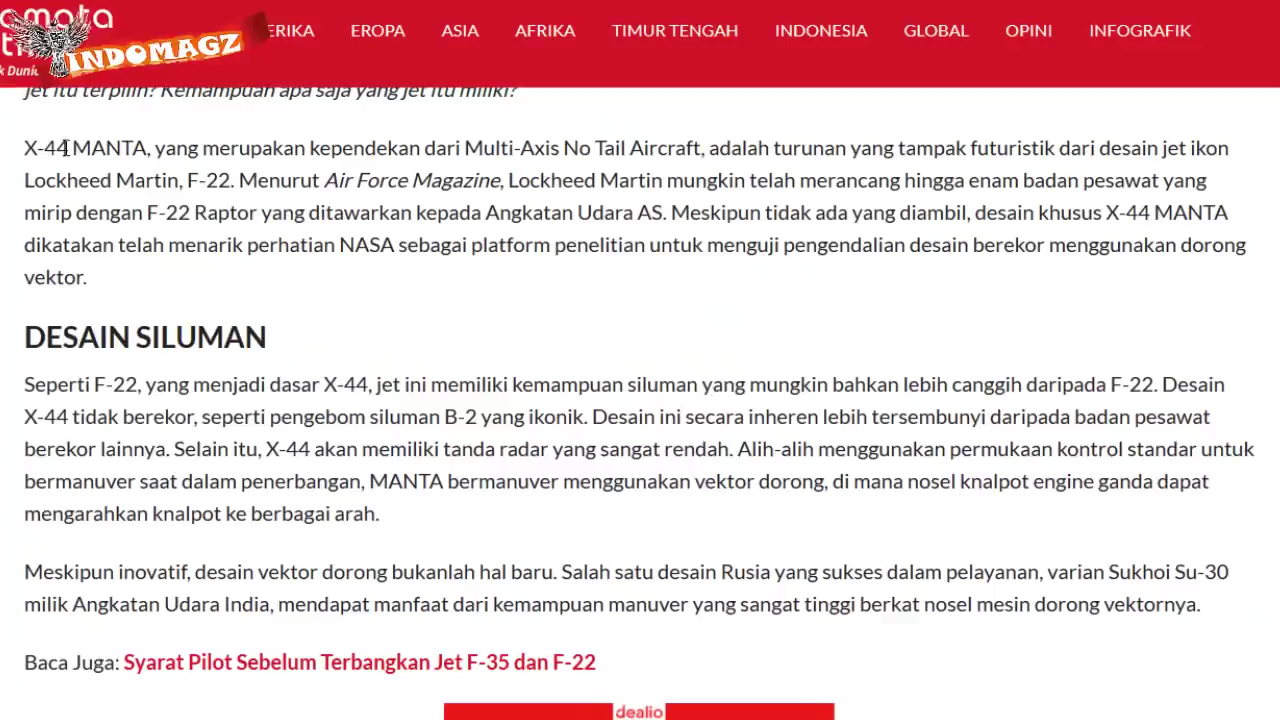 amata
INDOMAGZ
ERIKA EROPA ASIA AFRIKA TIMUR TENGAH INDONESIA GLOBAL OPINI INFOGRAFIK
k Duni
jet itu terpilih? Kemampuan apa saja yang jet itu miliki?
X-44 MANTA, yang merupakan kependekan dari Multi-Axis No Tail Aircraft, adalah turunan yang tampak futuristik dari desain jet ikon
Lockheed Martin, F-22. Menurut Air Force Magazine, Lockheed Martin mungkin telah merancang hingga enam badan pesawat yang
mirip dengan F-22 Raptor yang ditawarkan kepada Angkatan Udara AS. Meskipun tidak ada yang diambil, desain khusus X-44 MANTA
dikatakan telah menarik perhatian NASA sebagai platform penelitian untuk menguji pengendalian desain berekor menggunakan dorong
vektor.
DESAIN SILUMAN
Seperti F-22, yang menjadi dasar X-44, jet ini memiliki kemampuan siluman yang mungkin bahkan lebih canggih daripada F-22. Desain
X-44 tidak berekor, seperti pengebom siluman B-2 yang ikonik. Desain ini secara inheren lebih tersembunyi daripada badan pesawat
berekor lainnya. Selain itu, X-44 akan memiliki tanda radar yang sangat rendah. Alih-alih menggunakan permukaan kontrol standar untuk
bermanuver saat dalam penerbangan, MANTA bermanuver menggunakan vektor dorong, di mana nosel knalpot engine ganda dapat
mengarahkan knalpot ke berbagai arah.
Meskipun inovatif, desain vektor dorong bukanlah hal baru. Salah satu desain Rusia yang sukses dalam pelayanan, varian Sukhoi Su-30
milik Angkatan Udara India, mendapat manfaat dari kemampuan manuver yang sangat tinggi berkat nosel mesin dorong vektornya.
Baca Juga: Syarat Pilot Sebelum Terbangkan Jet F-35 dan F-22
dealio